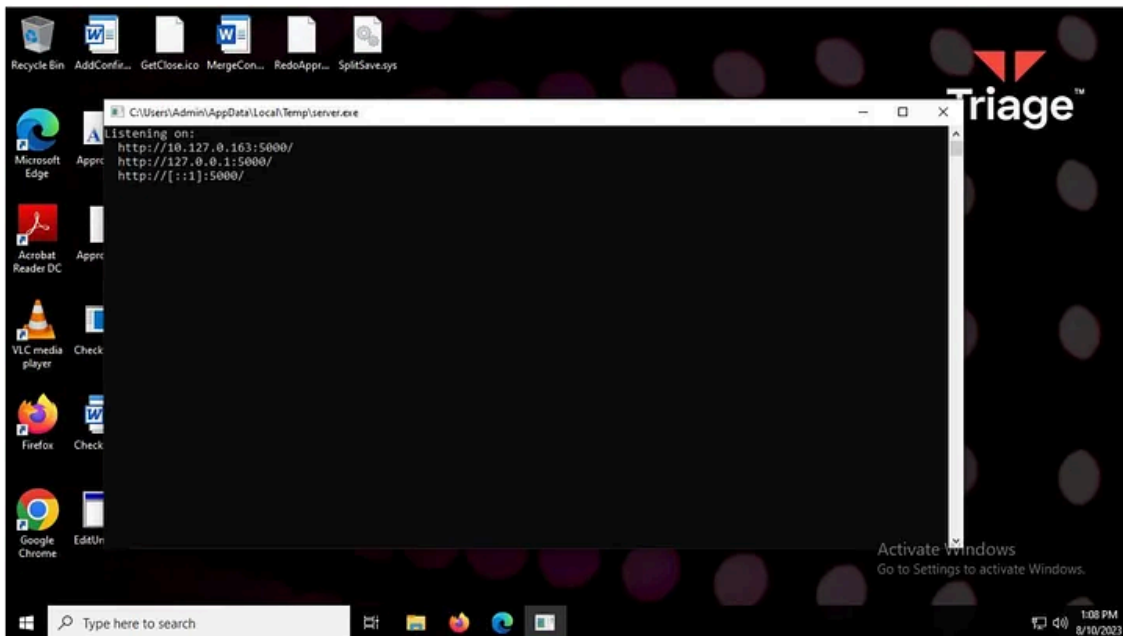 Recycle Bin
AddConfir...
GetClose.ico
MergeCon...
RedoAppr...
SplitSave.sys
Triage™
C:\Users\Admin\AppData\Local\Temp\server.exe
Listening on:
http://10.127.0.163:5000/
http://127.0.0.1:5000/
http://[::1]:5000/
Microsoft
Edge
Appro
Acrobat
Reader DC
Appro
VLC media
player
Check
Firefox
Check
Google
Chrome
EditUn
Activate Windows
Go to Settings to activate Windows.
Type here to search
1:08 PM
8/10/2023